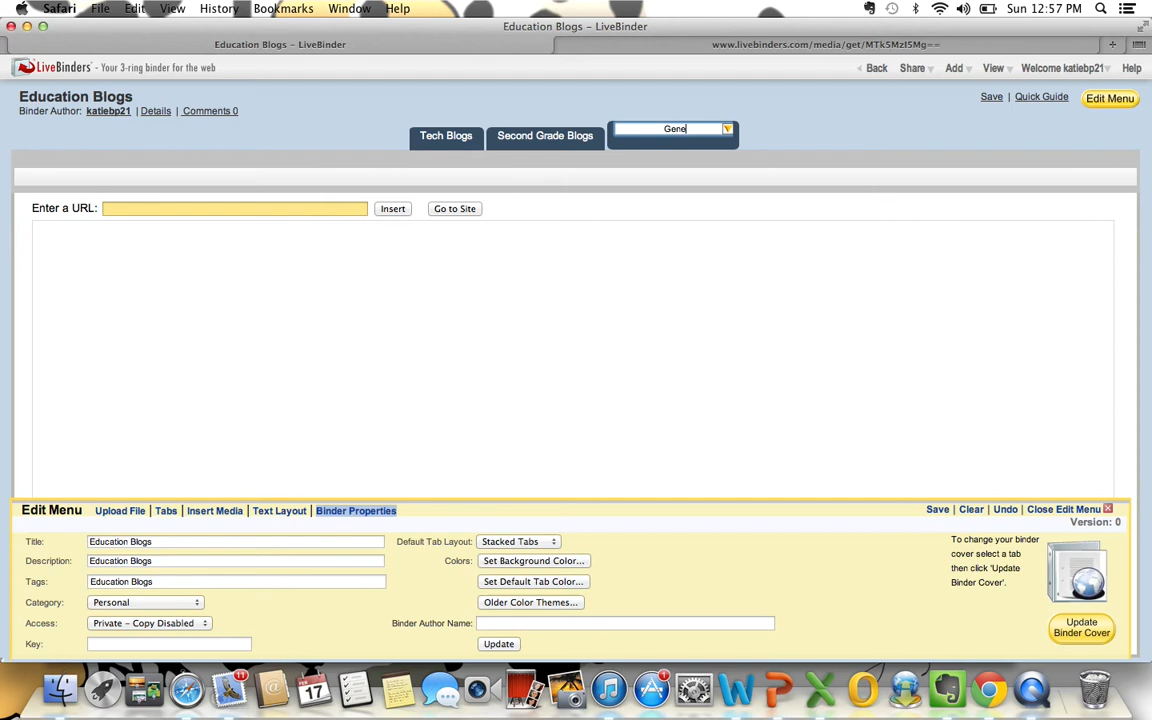 Safari File Edit View History Bookmarks Window Help Sun 12:57 PM
Education Blogs – LiveBinder
Education Blogs – LiveBinder www.livebinders.com/media/get/MTk5MzI5Mg== +
LiveBinders - Your 3-ring binder for the web Back Share Add View Welcome katiebp21 Help
Education Blogs Save | Quick Guide Edit Menu
Binder Author: katiebp21 | Details | Comments 0
Tech Blogs Second Grade Blogs Gene
Enter a URL: Insert Go to Site
Edit Menu Upload File | Tabs | Insert Media | Text Layout | Binder Properties Save | Clear | Undo | Close Edit Menu
Version: 0
Title: Education Blogs Default Tab Layout: Stacked Tabs
Description: Education Blogs Colors: Set Background Color...
Tags: Education Blogs Set Default Tab Color...
Category: Personal Older Color Themes...
Access: Private – Copy Disabled Binder Author Name:
Key: Update
To change your binder
cover select a tab
then click 'Update
Binder Cover'.
Update
Binder Cover
11
17
1